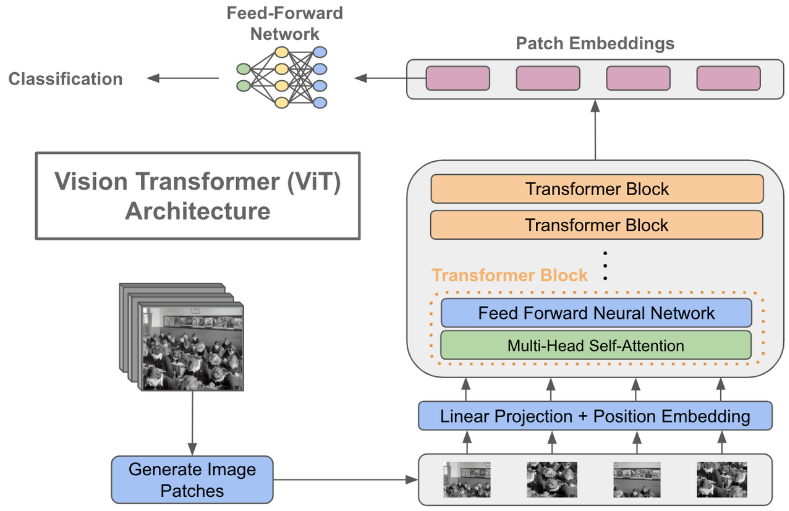 Feed-Forward
Network
Patch Embeddings
Classification
Vision Transformer (ViT)
Architecture
Transformer Block
Transformer Block
Transformer Block
Feed Forward Neural Network
Multi-Head Self-Attention
Linear Projection + Position Embedding
Generate Image
Patches